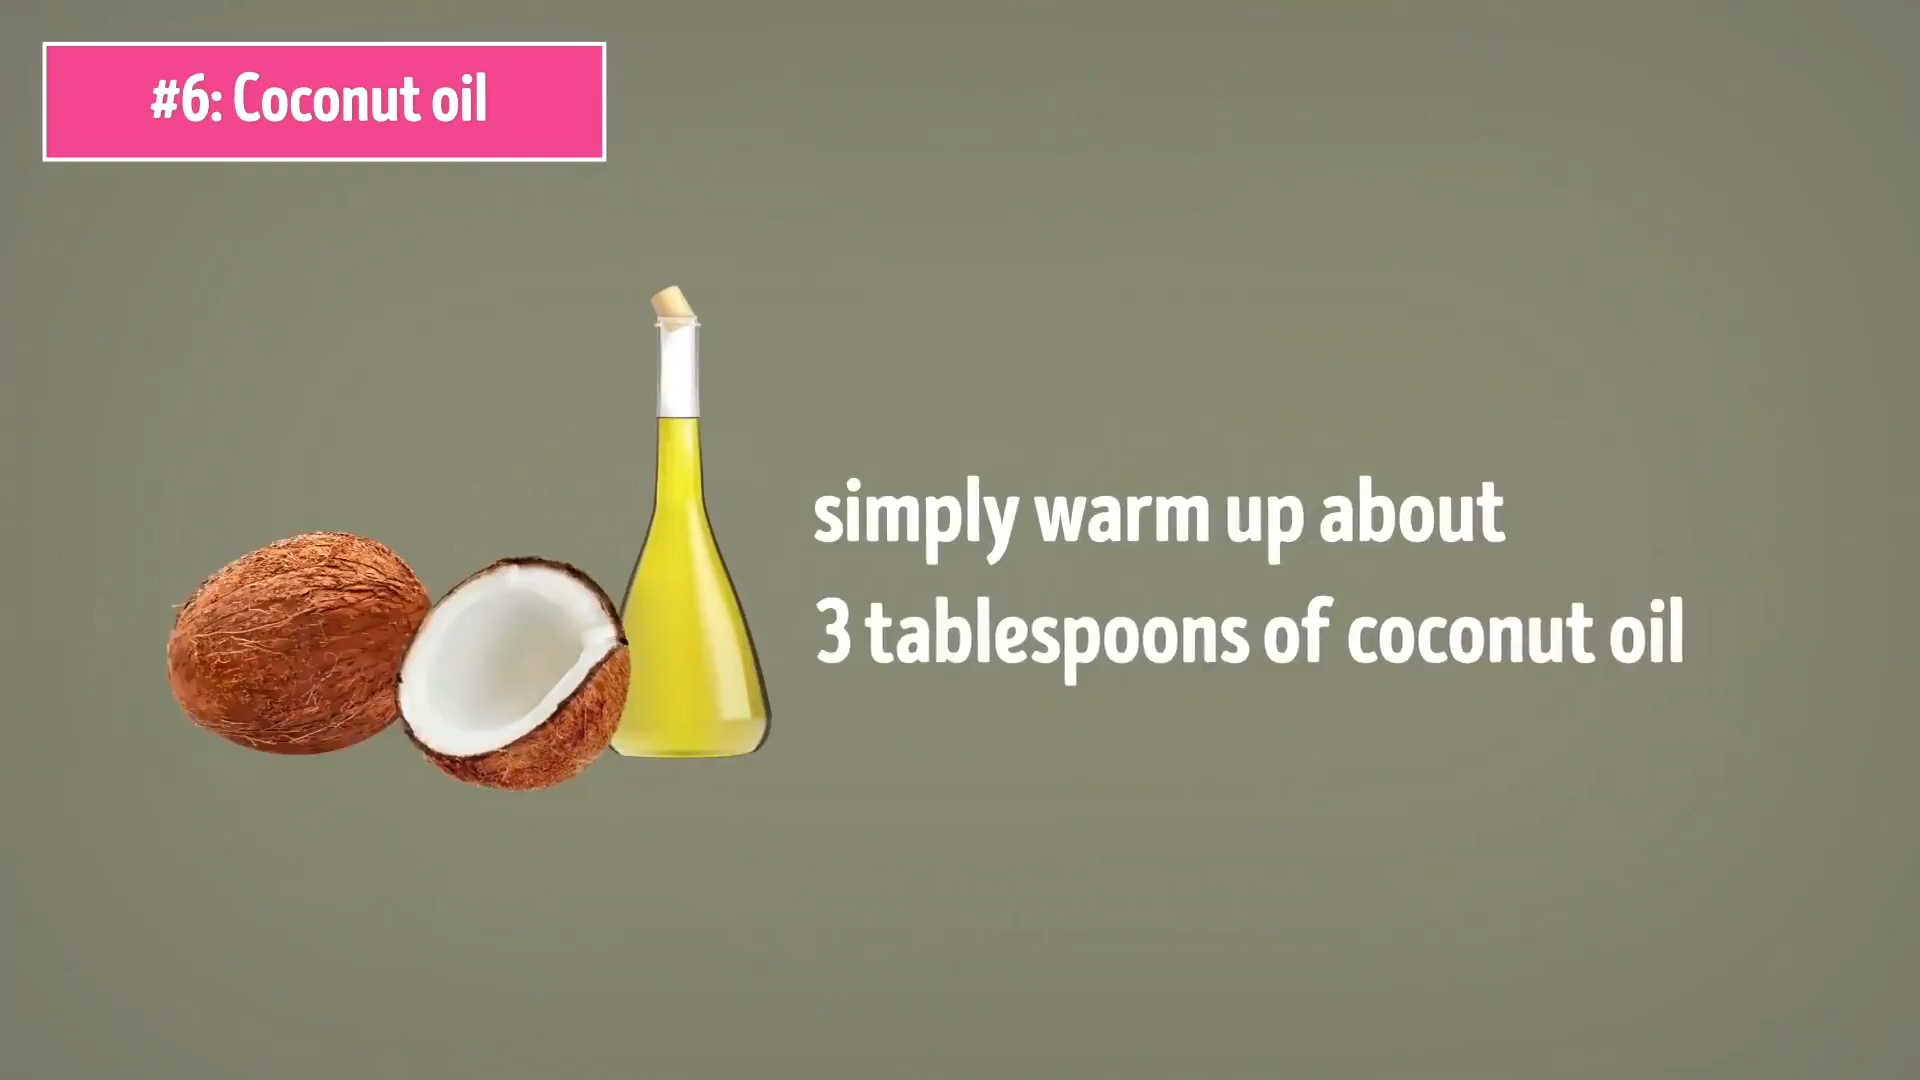 #6: Coconut oil
simply warm up about
3 tablespoons of coconut oil